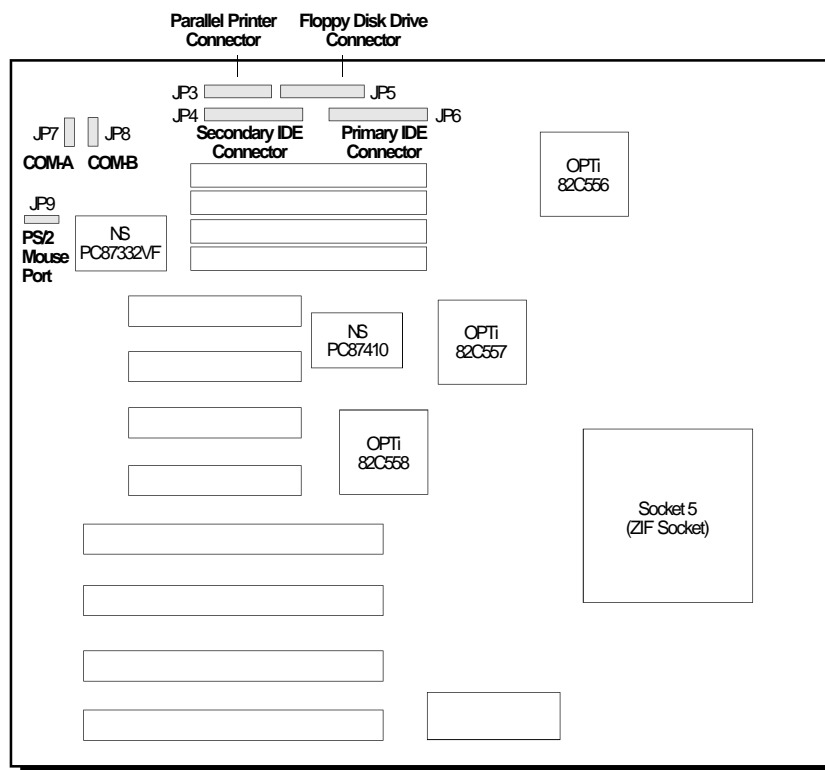 Parallel Printer
Connector
Floppy Disk Drive
Connector
JP3
JP5
JP4
JP6
Secondary IDE
Connector
Primary IDE
Connector
JP7
JP8
COM-A
COM-B
OPTi
82C556
JP9
PS/2
Mouse
Port
NS
PC87332VF
NS
PC87410
OPTi
82C557
OPTi
82C558
Socket 5
(ZIF Socket)